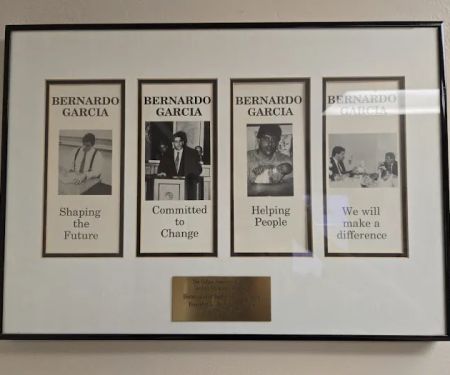 BERNARDO
GARCIA
Shaping
the
Future
BERNARDO
GARCIA
Committed
to
Change
BERNARDO
GARCIA
Helping
People
BERNARDO
GARCIA
We will
make a
difference